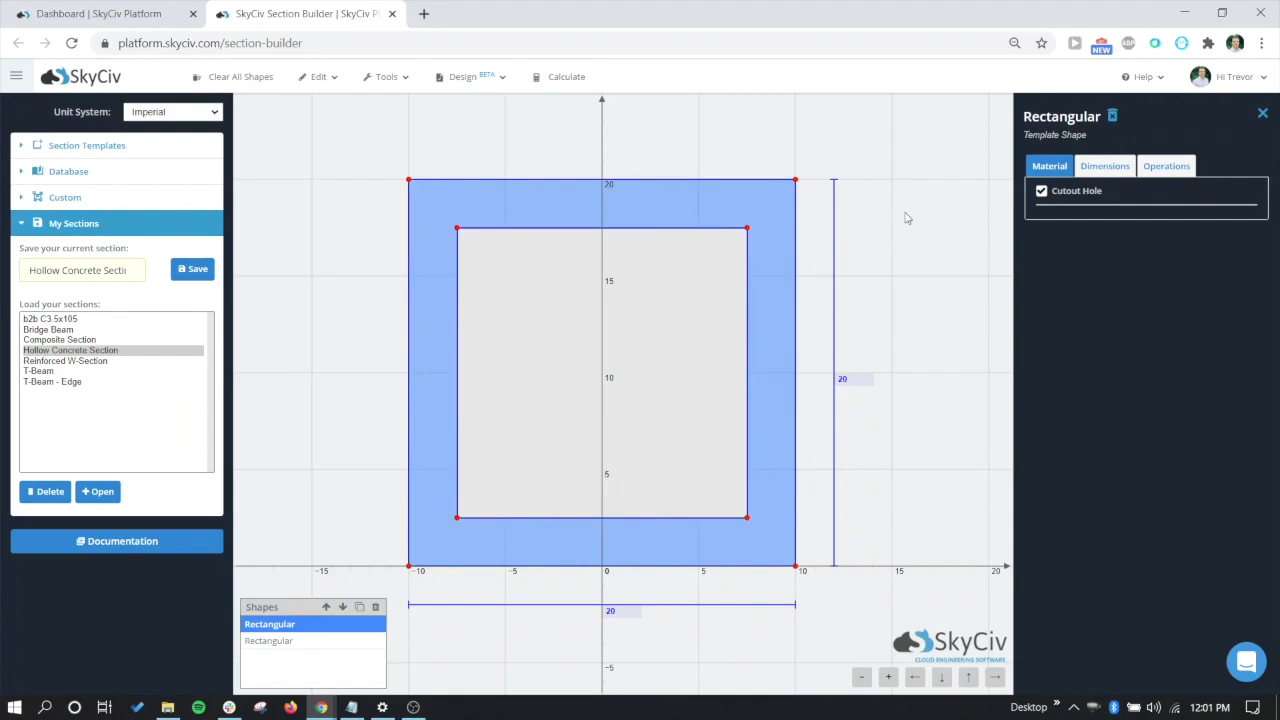 Dashboard | SkyCiv Platform
SkyCiv Section Builder | SkyCiv Pl
platform.skyciv.com/section-builder
NEW
ABP
SkyCiv
Clear All Shapes
Edit
Tools
Design BETA
Calculate
Help
Hi Trevor
Unit System:
Imperial
Section Templates
Database
Custom
My Sections
Save your current section:
Hollow Concrete Sectic
Save
Load your sections:
b2b C3.5x105
Bridge Beam
Composite Section
Hollow Concrete Section
Reinforced W-Section
T-Beam
T-Beam - Edge
Delete
Open
Documentation
20
15
10
5
−5
−15
−10
−5
0
5
10
15
20
20
20
Shapes
Rectangular
Rectangular
SkyCiv
CLOUD ENGINEERING SOFTWARE
Rectangular
Template Shape
Material
Dimensions
Operations
Cutout Hole
Desktop
12:01 PM